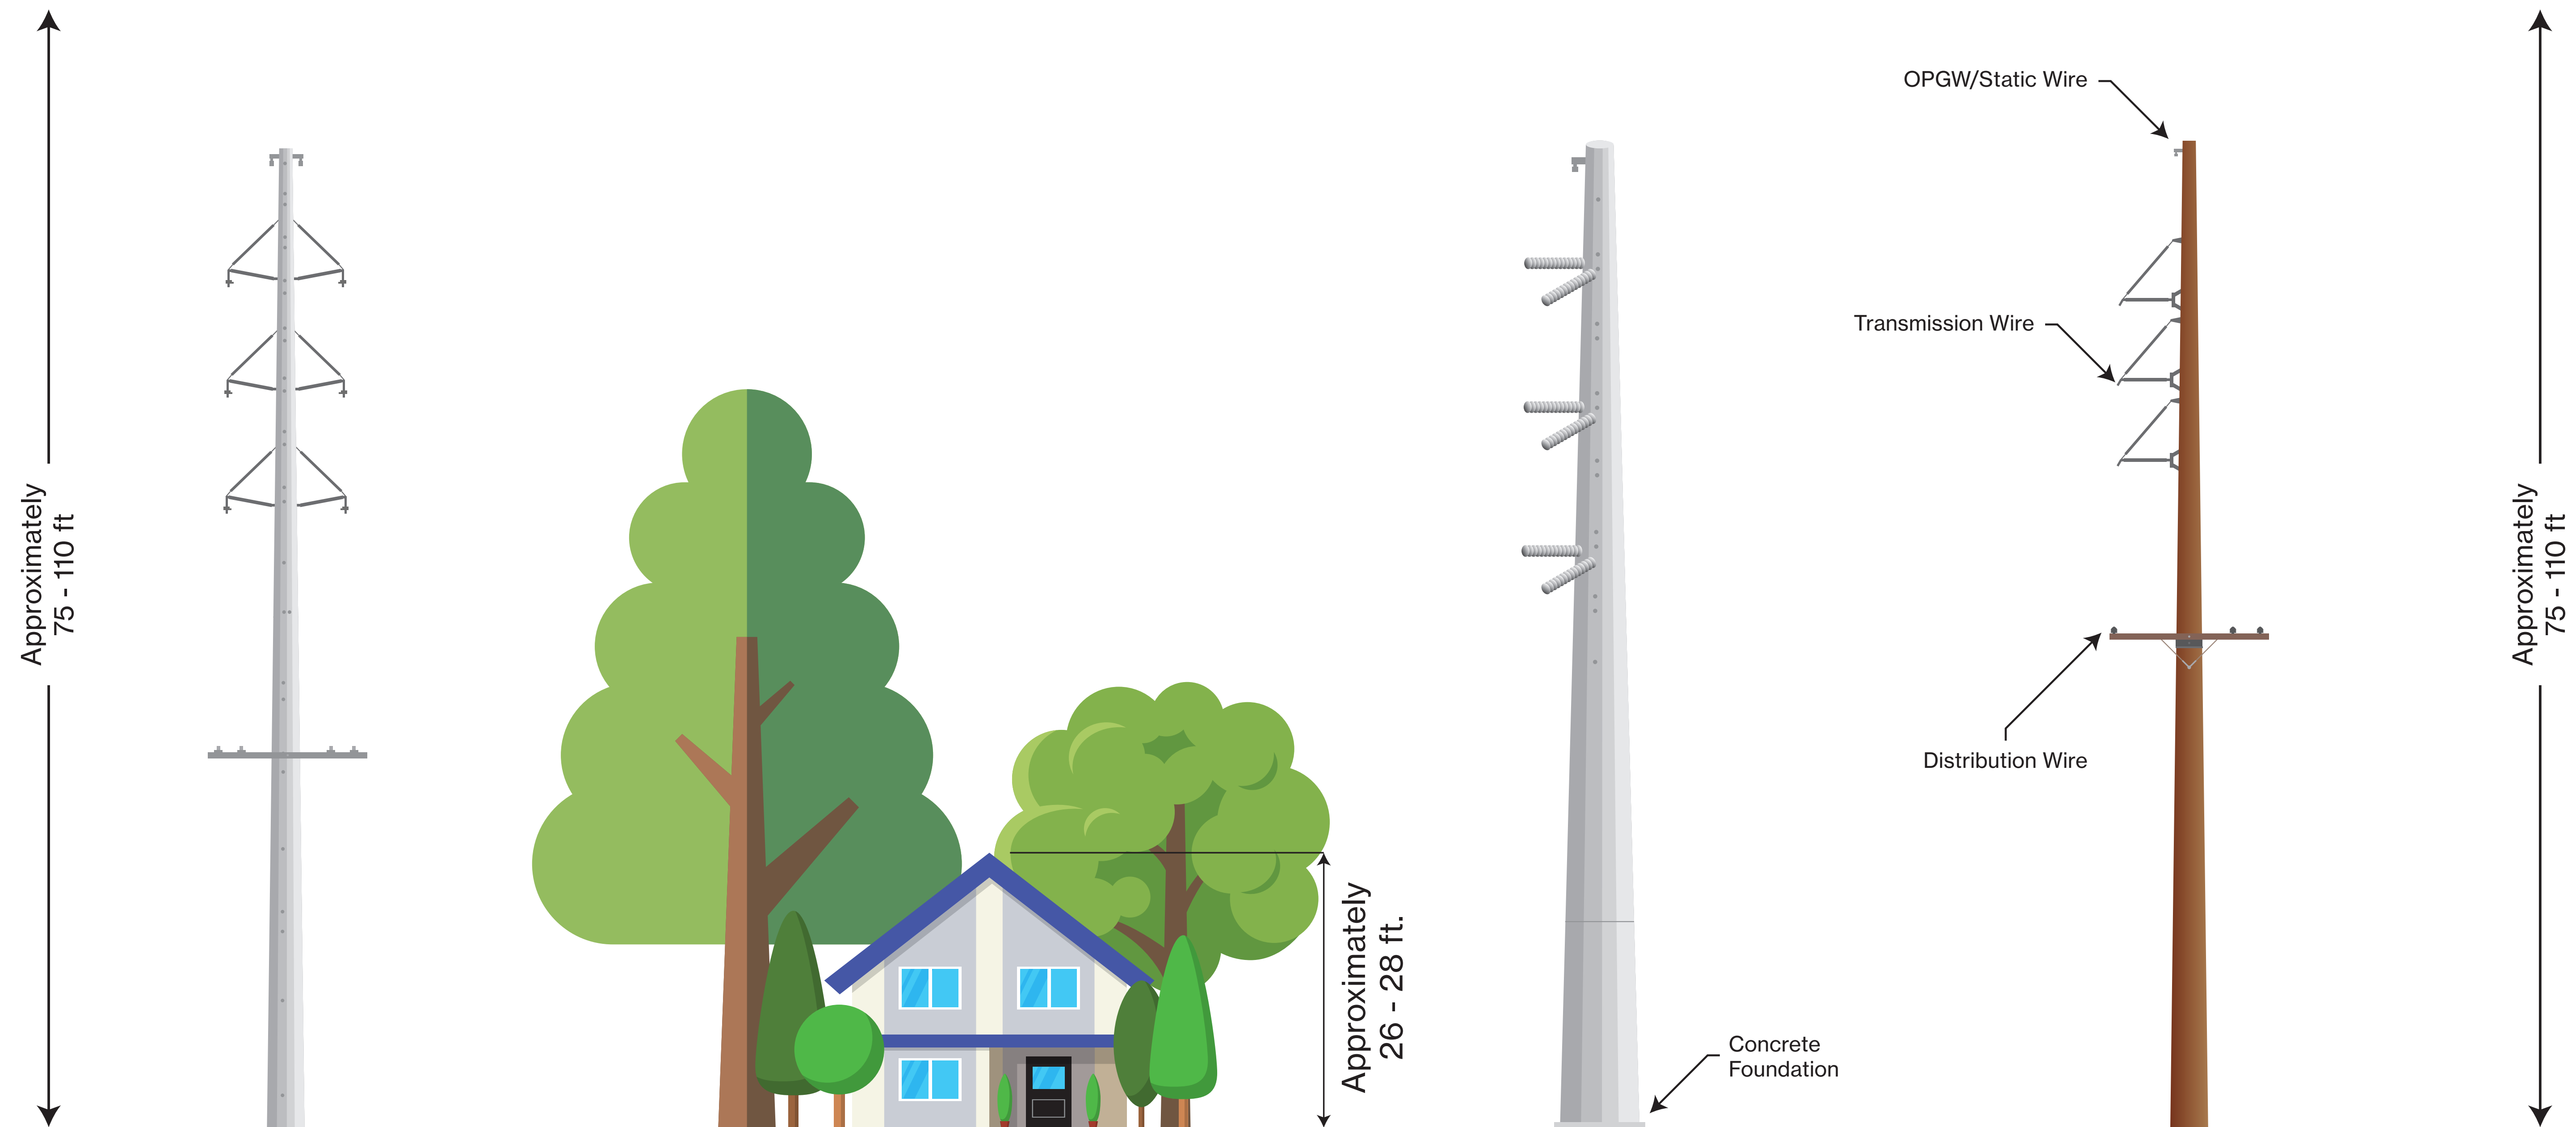 Approximately
75 - 110 ft
Approximately
26 - 28 ft.
OPGW/Static Wire
Transmission Wire
Distribution Wire
Concrete
Foundation
Approximately
75 - 110 ft